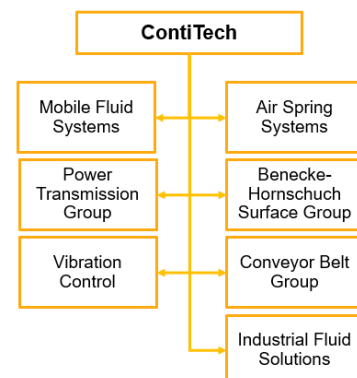 ContiTech
Mobile Fluid
Systems
Air Spring
Systems
Power
Transmission
Group
Benecke-
Hornschuch
Surface Group
Vibration
Control
Conveyor Belt
Group
Industrial Fluid
Solutions